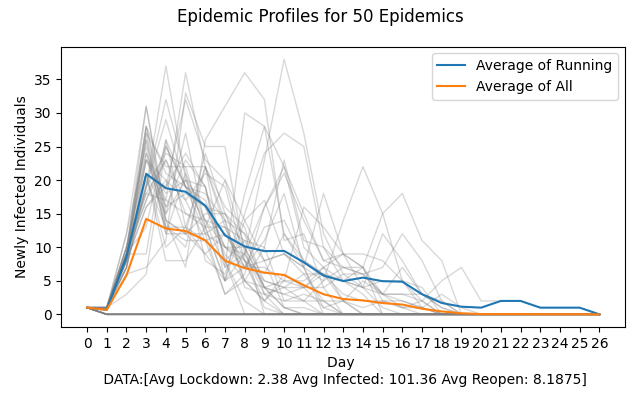 Epidemic Profiles for 50 Epidemics
Average of Running
Average of All
Newly Infected Individuals
35
30
25
20
15
10
5
0
0 1 2 3 4 5 6 7 8 9 10 11 12 13 14 15 16 17 18 19 20 21 22 23 24 25 26
Day
DATA:[Avg Lockdown: 2.38 Avg Infected: 101.36 Avg Reopen: 8.1875]